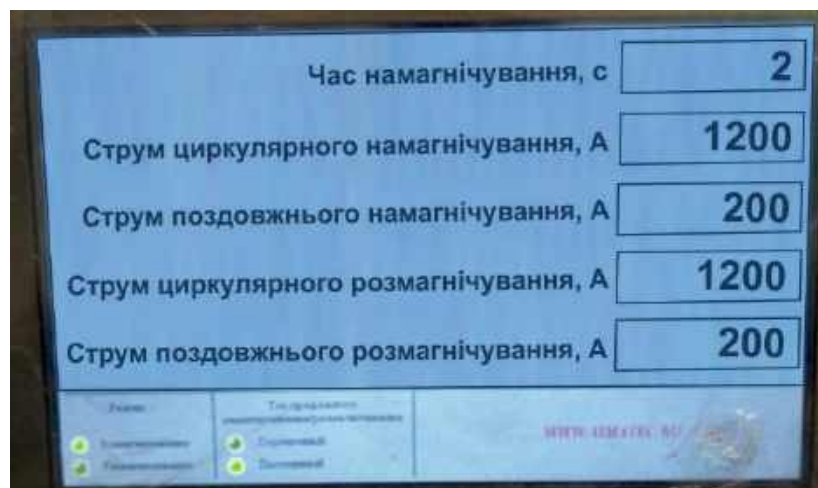 Час намагнічування, с 2
Струм циркулярного намагнічування, А 1200
Струм поздовжнього намагнічування, А 200
Струм циркулярного розмагнічування, А 1200
Струм поздовжнього розмагнічування, А 200